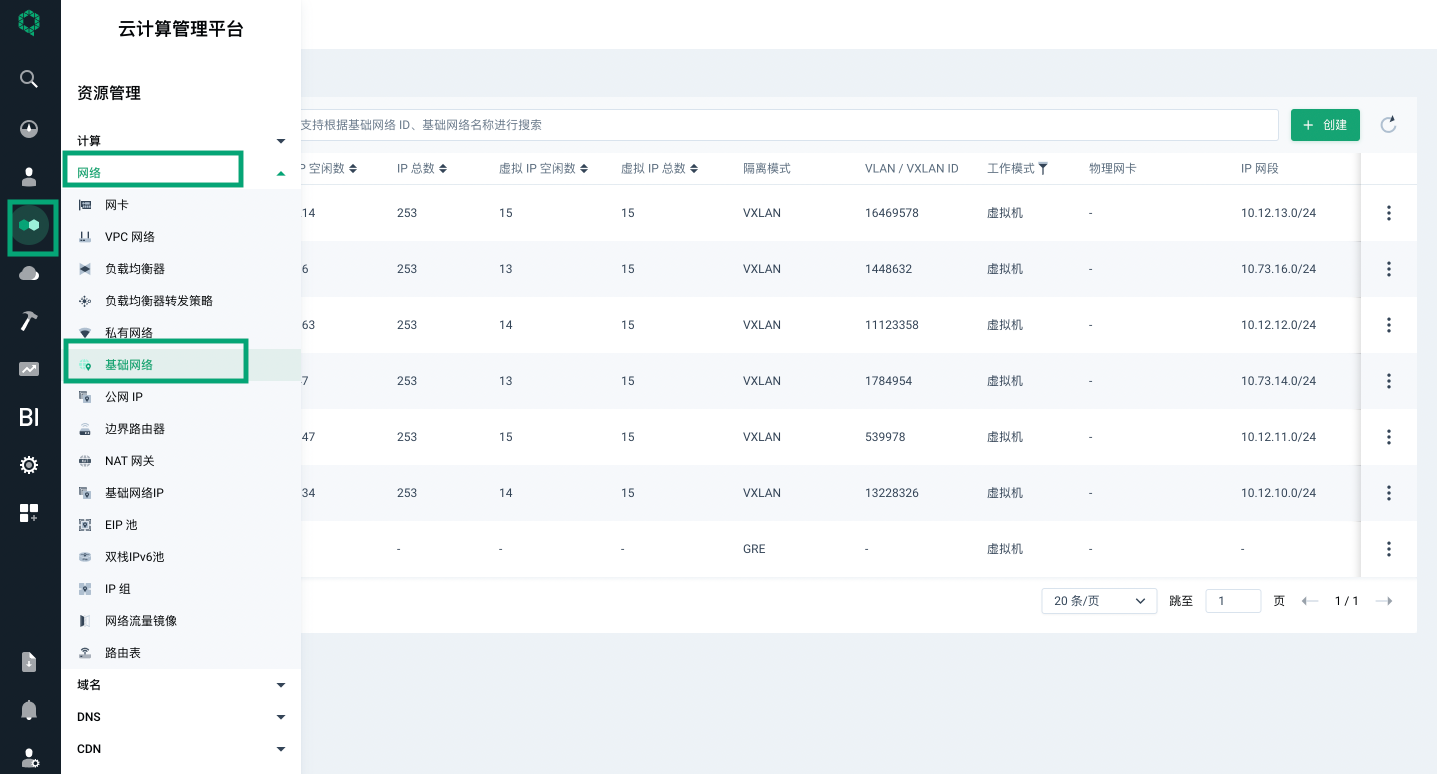 云计算管理平台
资源管理
计算
网络
网卡
VPC 网络
负载均衡器
负载均衡器转发策略
私有网络
基础网络
公网 IP
边界路由器
NAT 网关
基础网络IP
EIP 池
双栈IPv6池
IP 组
网络流量镜像
路由表
域名
DNS
CDN
BI
支持根据基础网络 ID、基础网络名称进行搜索
+ 创建
P 空闲数 IP 总数 虚拟 IP 空闲数 虚拟 IP 总数 隔离模式 VLAN / VXLAN ID 工作模式 物理网卡 IP 网段
14 253 15 15 VXLAN 16469578 虚拟机 - 10.12.13.0/24
6 253 13 15 VXLAN 1448632 虚拟机 - 10.73.16.0/24
63 253 14 15 VXLAN 11123358 虚拟机 - 10.12.12.0/24
7 253 13 15 VXLAN 1784954 虚拟机 - 10.73.14.0/24
47 253 15 15 VXLAN 539978 虚拟机 - 10.12.11.0/24
34 253 14 15 VXLAN 13228326 虚拟机 - 10.12.10.0/24
- - - GRE - 虚拟机 - -
20 条/页 跳至 1 页 1 / 1